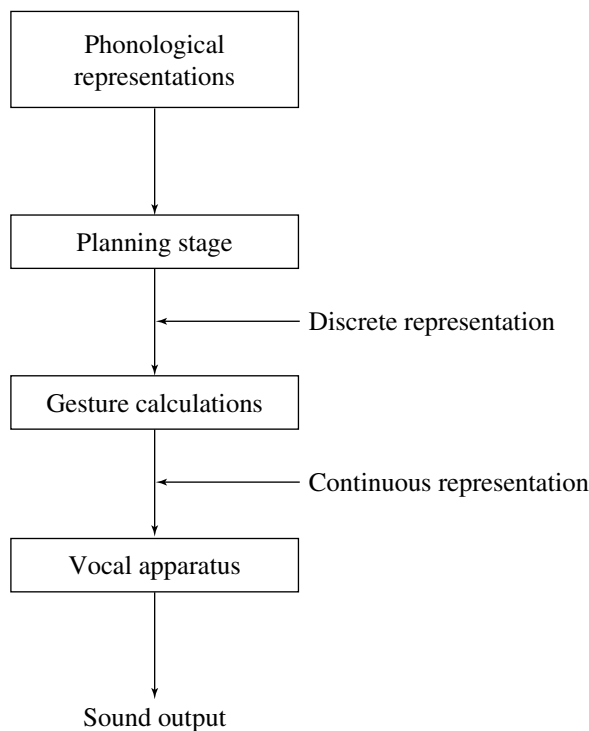 Phonological
representations
Planning stage
Discrete representation
Gesture calculations
Continuous representation
Vocal apparatus
Sound output